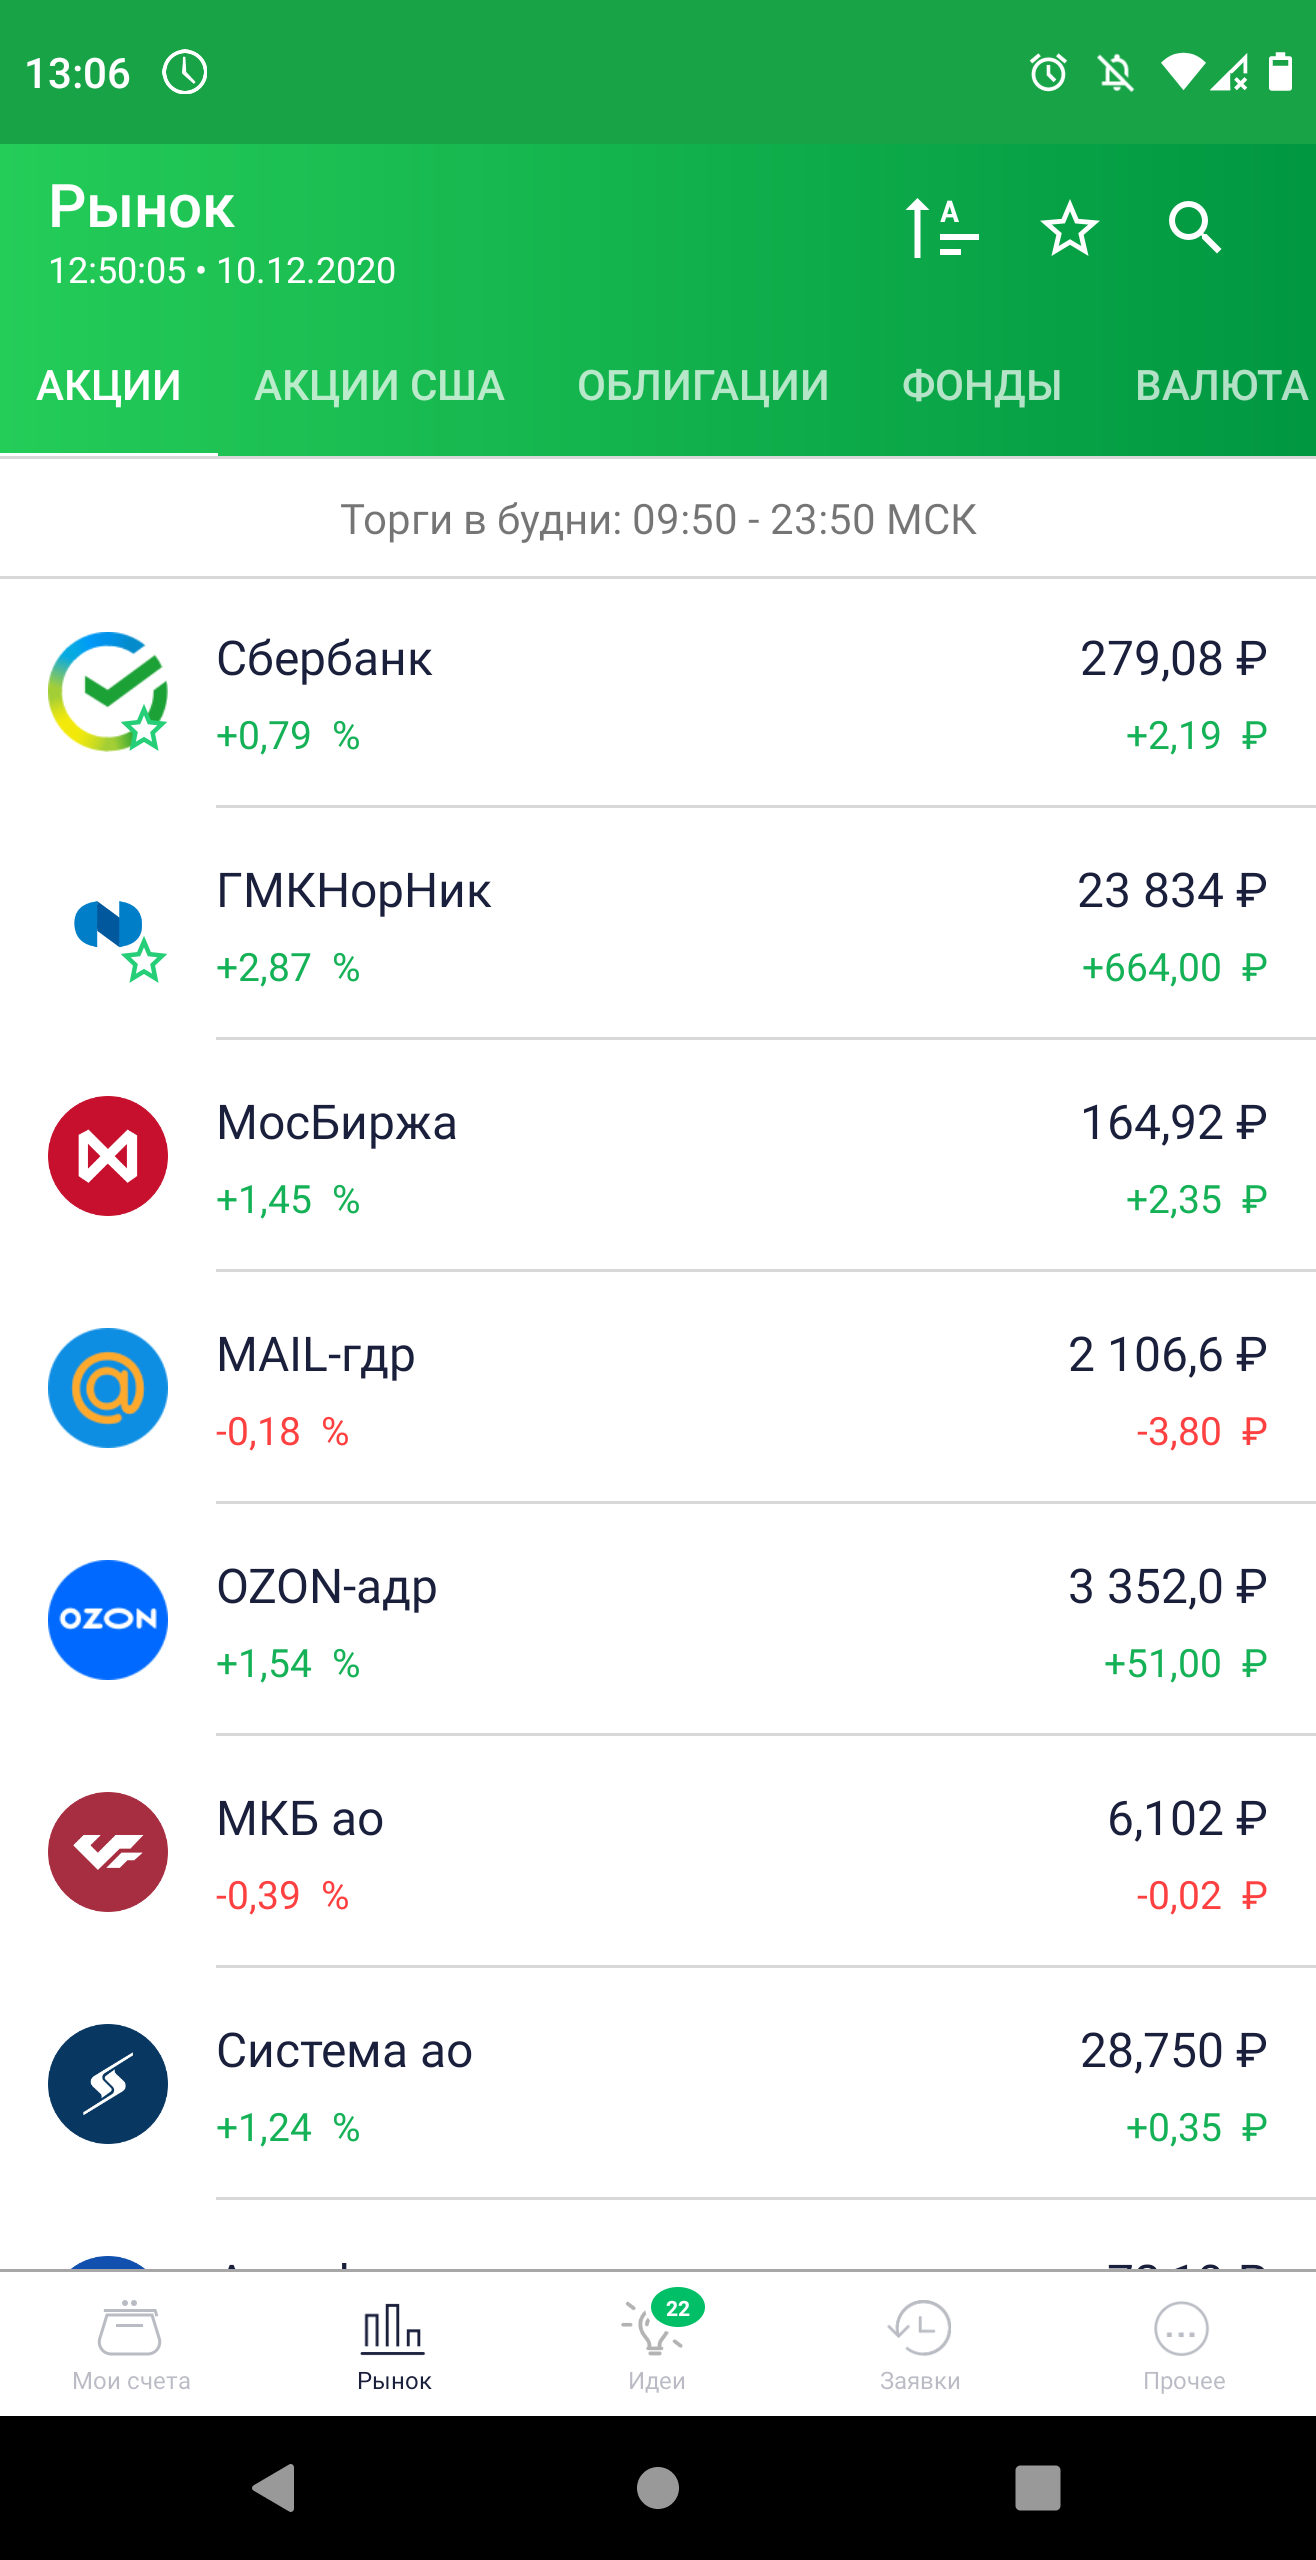 13:06
Рынок
12:50:05 • 10.12.2020
A
АКЦИИ АКЦИИ США ОБЛИГАЦИИ ФОНДЫ ВАЛЮТА
Торги в будни: 09:50 - 23:50 МСК
Сбербанк 279,08 ₽
+0,79 % +2,19 ₽
ГМКНорНик 23 834 ₽
+2,87 % +664,00 ₽
МосБиржа 164,92 ₽
+1,45 % +2,35 ₽
MAIL-гдр 2 106,6 ₽
-0,18 % -3,80 ₽
OZON
OZON-адр 3 352,0 ₽
+1,54 % +51,00 ₽
МКБ ао 6,102 ₽
-0,39 % -0,02 ₽
Система ао 28,750 ₽
+1,24 % +0,35 ₽
22
Мои счета Рынок Идеи Заявки Прочее